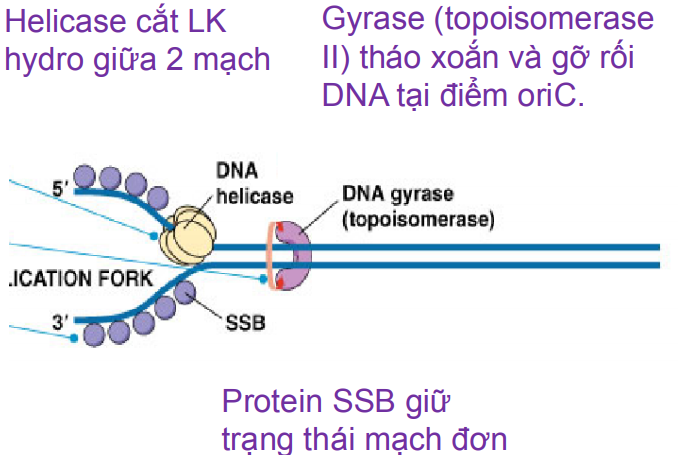 Helicase cắt LK
hydro giữa 2 mạch
Gyrase (topoisomerase
II) tháo xoắn và gỡ rối
DNA tại điểm oriC.
DNA
helicase
DNA gyrase
(topoisomerase)
5'
LICATION FORK
3'
SSB
Protein SSB giữ
trạng thái mạch đơn